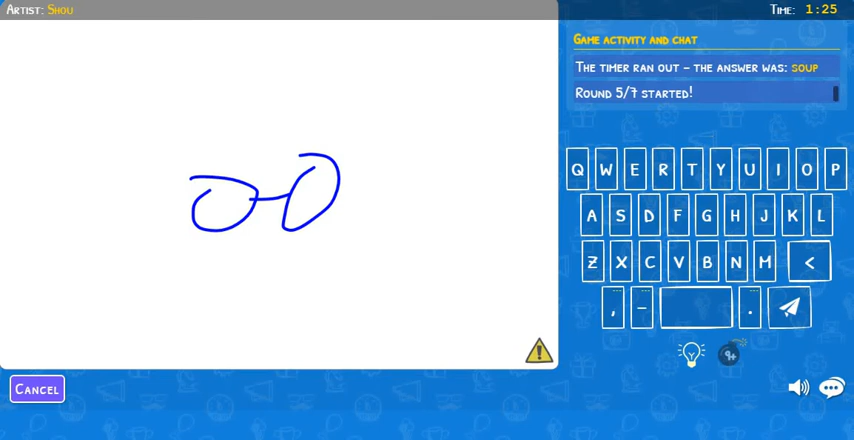 Artist: Shou
Time: 1:25
Game activity and chat
The timer ran out – the answer was: soup
Round 5/7 started!
Q W E R T Y U I O P
A S D F G H J K L
Z X C V B N M <
, - .
9+
Cancel